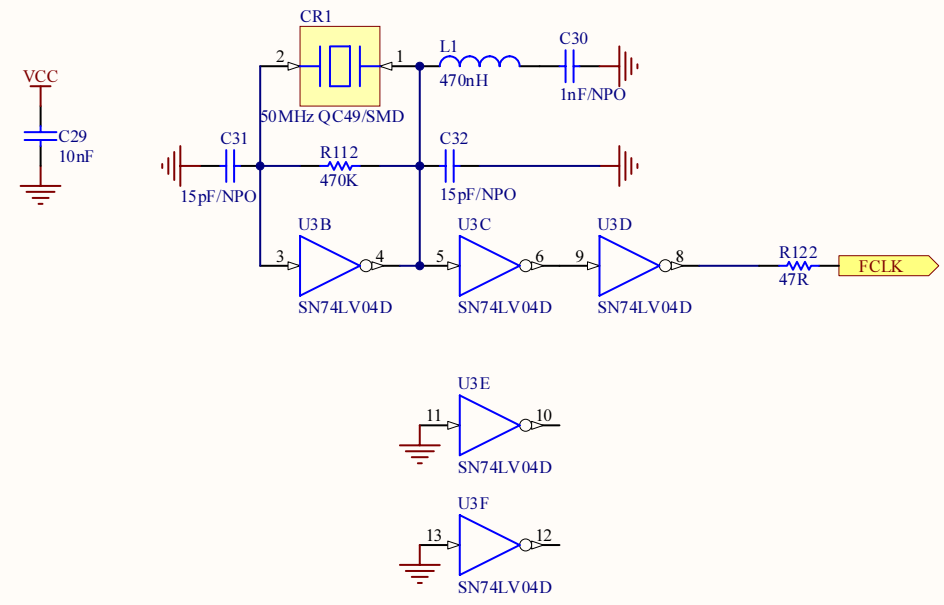 CR1
2
1
50MHz QC49/SMD
L1
470nH
C30
1nF/NPO
VCC
C29
10nF
C31
15pF/NPO
R112
470K
C32
15pF/NPO
U3B
3
4
SN74LV04D
U3C
5
6
SN74LV04D
U3D
9
8
SN74LV04D
R122
47R
FCLK
U3E
11
10
SN74LV04D
U3F
13
12
SN74LV04D